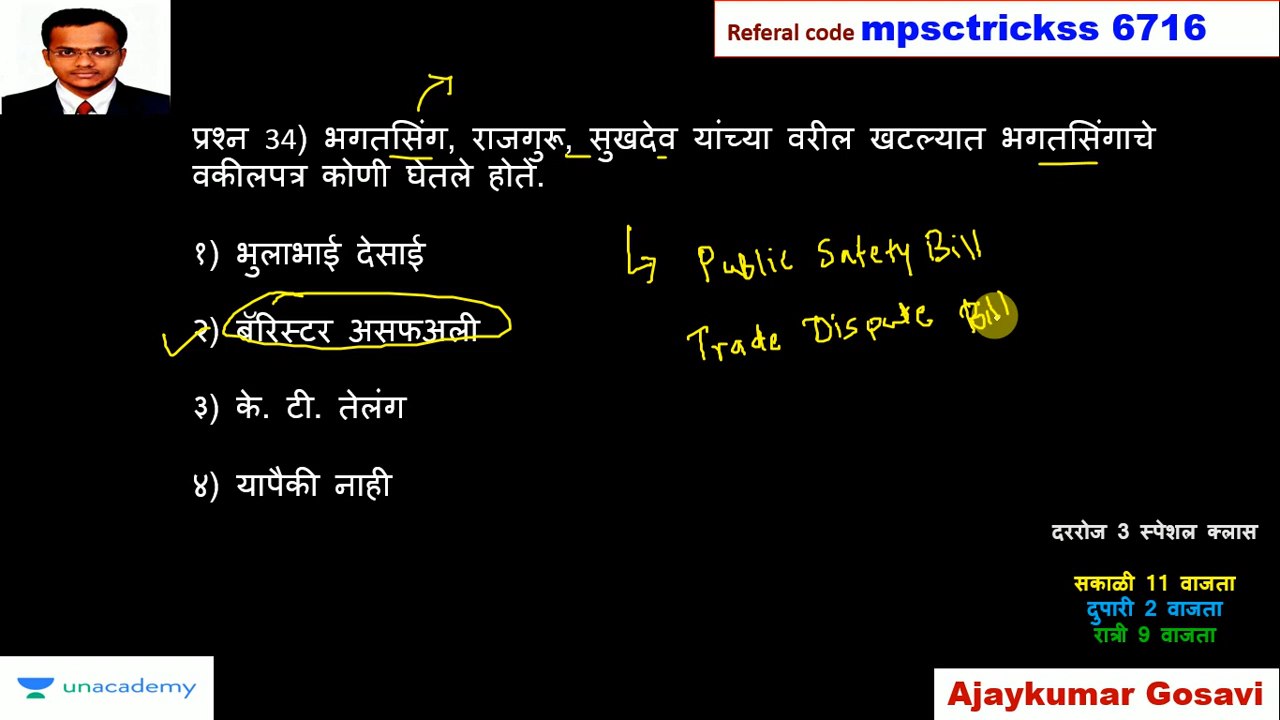 Referal code mpsctrickss 6716
प्रश्न 34) भगतसिंग, राजगुरू, सुखदेव यांच्या वरील खटल्यात भगतसिंगाचे
वकीलपत्र कोणी घेतले होते.
१) भुलाभाई देसाई
Public Safety Bill
२) बॅरिस्टर असफअली
Trade Dispute Bill
३) के. टी. तेलंग
४) यापैकी नाही
दररोज 3 स्पेशल क्लास
सकाळी 11 वाजता
दुपारी 2 वाजता
रात्री 9 वाजता
unacademy
Ajaykumar Gosavi